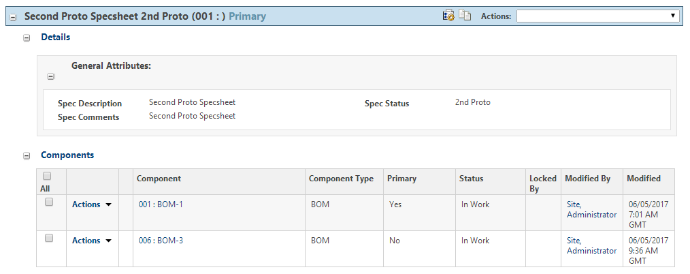 Second Proto Specsheet 2nd Proto (001 : ) Primary Actions:
Details
General Attributes:
Spec Description Second Proto Specsheet Spec Status 2nd Proto
Spec Comments Second Proto Specsheet
Components
All Component Component Type Primary Status Locked By Modified By Modified
Actions 001 : BOM-1 BOM Yes In Work Site, Administrator 06/05/2017 7:01 AM GMT
Actions 006 : BOM-3 BOM No In Work Site, Administrator 06/05/2017 9:36 AM GMT